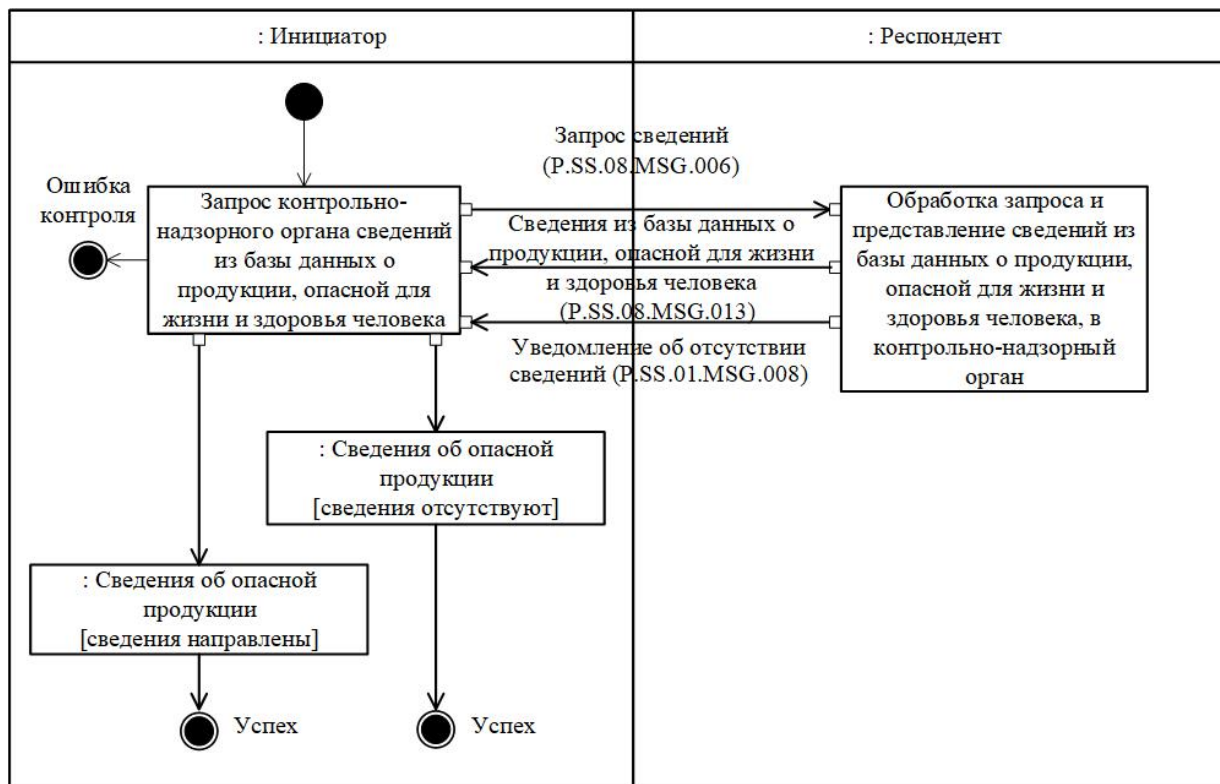 : Инициатор
: Респондент
Запрос сведений
(P.SS.08.MSG.006)
Ошибка
контроля
Запрос контрольно-
надзорного органа сведений
из базы данных о
продукции, опасной для
жизни и здоровья человека
Сведения из базы данных о
продукции, опасной для жизни
и здоровья человека
(P.SS.08.MSG.013)
Уведомление об отсутствии
сведений (P.SS.01.MSG.008)
Обработка запроса и
представление сведений из
базы данных о продукции,
опасной для жизни и
здоровья человека, в
контрольно-надзорный
орган
: Сведения об опасной
продукции
[сведения отсутствуют]
: Сведения об опасной
продукции
[сведения направлены]
Успех
Успех